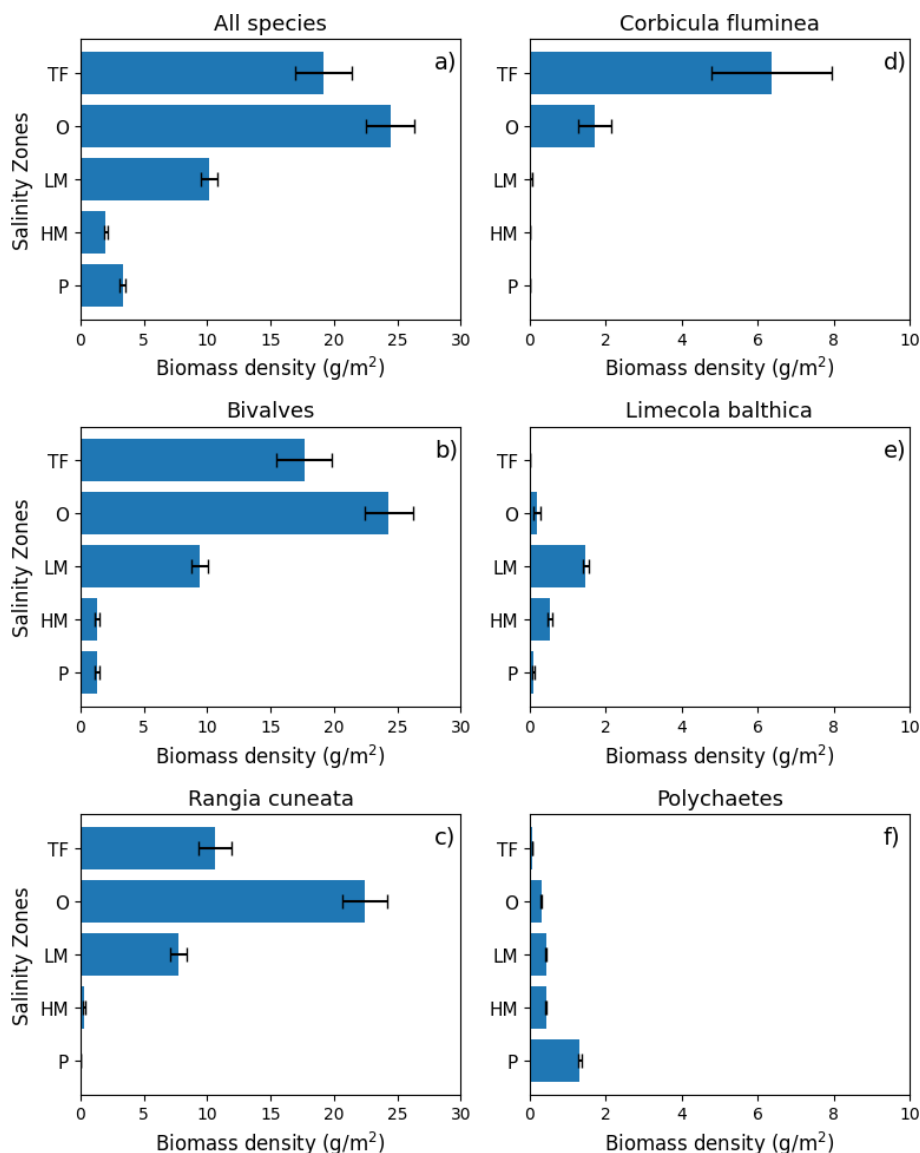 All species
a)
TF
O
LM
HM
P
Salinity Zones
0 5 10 15 20 25 30
Biomass density (g/m²)
Corbicula fluminea
d)
TF
O
LM
HM
P
0 2 4 6 8 10
Biomass density (g/m²)
Bivalves
b)
TF
O
LM
HM
P
Salinity Zones
0 5 10 15 20 25 30
Biomass density (g/m²)
Limecola balthica
e)
TF
O
LM
HM
P
0 2 4 6 8 10
Biomass density (g/m²)
Rangia cuneata
c)
TF
O
LM
HM
P
Salinity Zones
0 5 10 15 20 25 30
Biomass density (g/m²)
Polychaetes
f)
TF
O
LM
HM
P
0 2 4 6 8 10
Biomass density (g/m²)